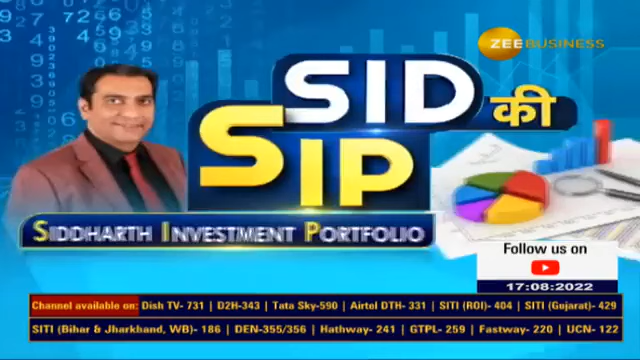 ZEE BUSINESS
SID की
SIP
SIDDHARTH INVESTMENT PORTFOLIO
Follow us on
17:08:2022
Channel available on: Dish TV- 731 | D2H-343 | Tata Sky-590 | Airtel DTH- 331 | SITI (ROI)- 404 | SITI (Gujarat)- 429
SITI (Bihar & Jharkhand, WB)- 186 | DEN-355/356 | Hathway- 241 | GTPL- 259 | Fastway- 220 | UCN- 122